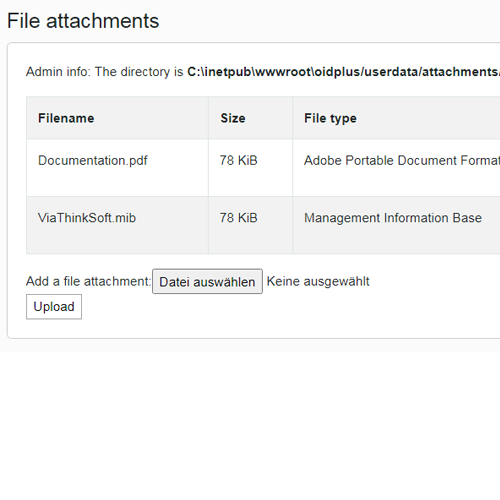 File attachments
Admin info: The directory is C:\inetpub\wwwroot\oidplus/userdata/attachments/
Filename Size File type
Documentation.pdf 78 KiB Adobe Portable Document Format
ViaThinkSoft.mib 78 KiB Management Information Base
Add a file attachment: Datei auswählen Keine ausgewählt
Upload